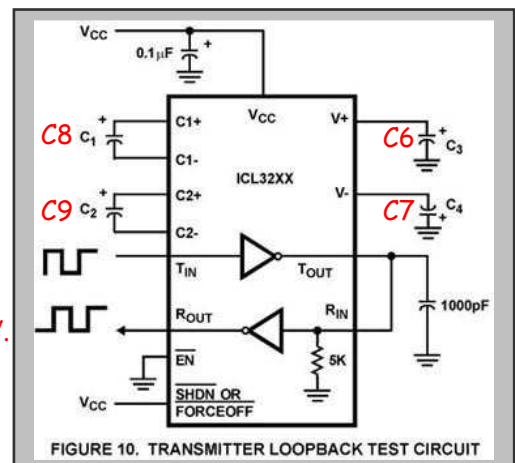 VCC
0.1μF +
C8 + C1 C1+ VCC V+ C6 + C3
C1-
ICL32XX
C9 + C2 C2+ V- C7 C4 +
C2-
TIN TOUT
ROUT RIN 1000pF
EN 5K
VCC SHDN OR
FORCEOFF
FIGURE 10. TRANSMITTER LOOPBACK TEST CIRCUIT